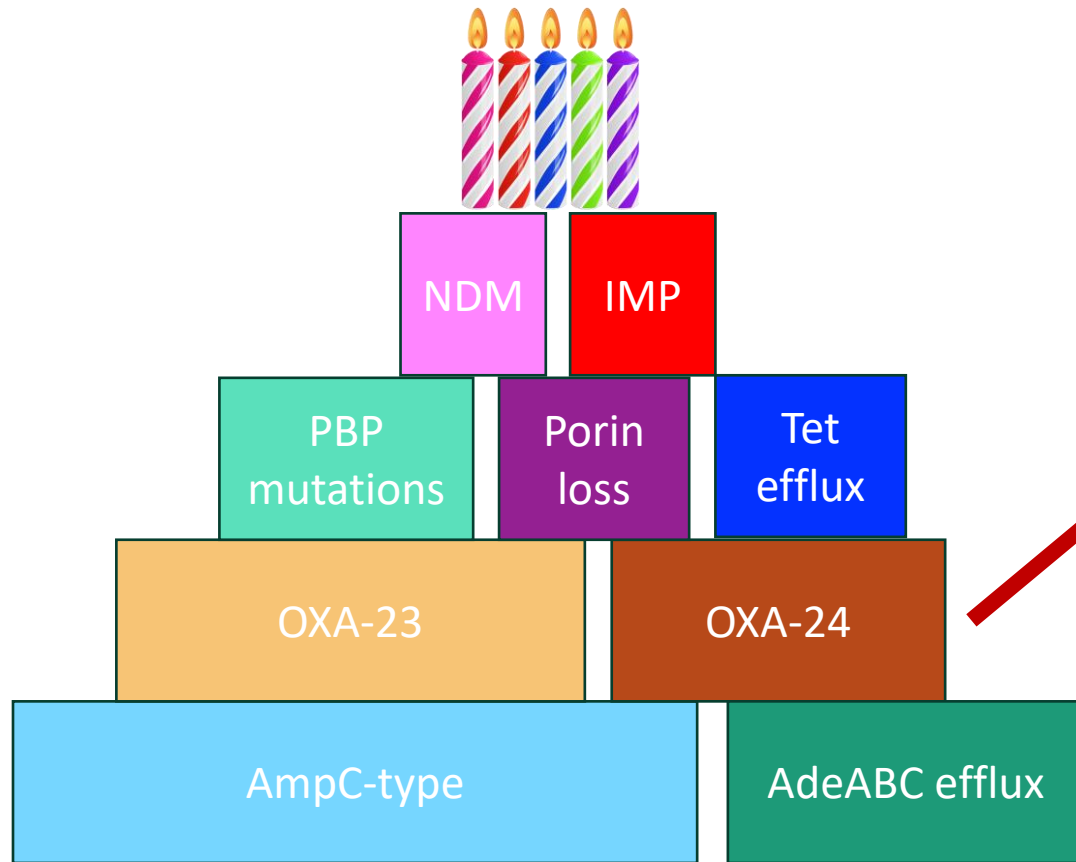 NDM
IMP
PBP
mutations
Porin
loss
Tet
efflux
OXA-23
OXA-24
AmpC-type
AdeABC efflux